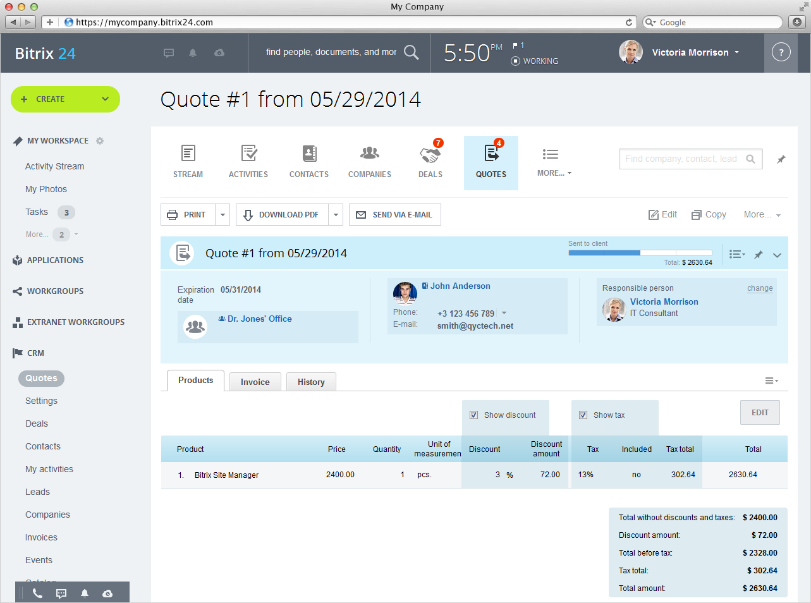 My Company
https://mycompany.bitrix24.com
Google
Bitrix 24
find people, documents, and mor
5:50 PM
1
WORKING
Victoria Morrison
?
+ CREATE
Quote #1 from 05/29/2014
MY WORKSPACE
Activity Stream
My Photos
Tasks 3
More... 2
APPLICATIONS
WORKGROUPS
EXTRANET WORKGROUPS
CRM
Quotes
Settings
Deals
Contacts
My activities
Leads
Companies
Invoices
Events
STREAM
ACTIVITIES
CONTACTS
COMPANIES
7
DEALS
4
QUOTES
MORE...
Find company, contact, lead
PRINT
DOWNLOAD PDF
SEND VIA E-MAIL
Edit
Copy
More...
Quote #1 from 05/29/2014
Sent to client
Total: $ 2630.64
Expiration date 05/31/2014
Dr. Jones' Office
John Anderson
Phone: +3 123 456 789
E-mail: smith@qyctech.net
Responsible person change
Victoria Morrison
IT Consultant
Products Invoice History
Show discount
Show tax
EDIT
Product Price Quantity Unit of measuremen Discount Discount amount Tax Included Tax total Total
1. Bitrix Site Manager 2400.00 1 pcs. 3 % 72.00 13% no 302.64 2630.64
Total without discounts and taxes: $ 2400.00
Discount amount: $ 72.00
Total before tax: $ 2328.00
Tax total: $ 302.64
Total amount: $ 2630.64